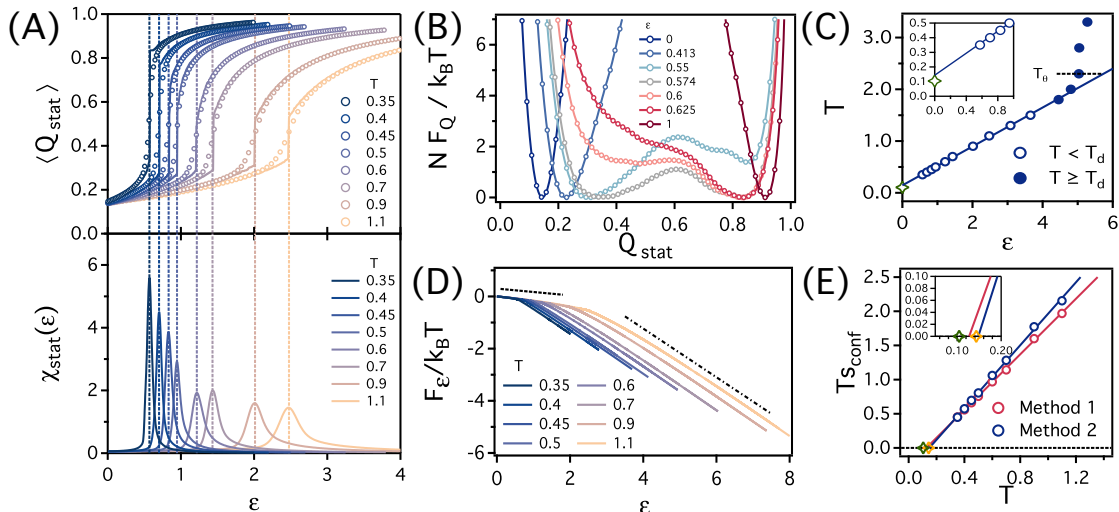 (A)
1.0
0.8
0.6
0.4
0.2
0.0
⟨Q_stat⟩
T
0.35
0.4
0.45
0.5
0.6
0.7
0.9
1.1
6
4
2
0
χ_stat(ε)
T
0.35
0.4
0.45
0.5
0.6
0.7
0.9
1.1
0 1 2 3 4
ε
(B)
6
4
2
0
N F_Q / k_B T
ε
0
0.413
0.55
0.574
0.6
0.625
1
0.0 0.2 0.4 0.6 0.8 1.0
Q_stat
(C)
3.0
2.0
1.0
0.0
T
0.5
0.4
0.3
0.2
0.1
0.0 0.4 0.8
T_θ
T < T_d
T ≥ T_d
0 2 4 6
ε
(D)
0
-2
-4
-6
F_ε/k_BT
T
0.35 0.6
0.4 0.7
0.45 0.9
0.5 1.1
0 2 4 6 8
ε
(E)
2.5
2.0
1.5
1.0
0.5
0.0
Ts_conf
0.10
0.08
0.06
0.04
0.02
0.00
0.10 0.20
Method 1
Method 2
0.0 0.4 0.8 1.2
T